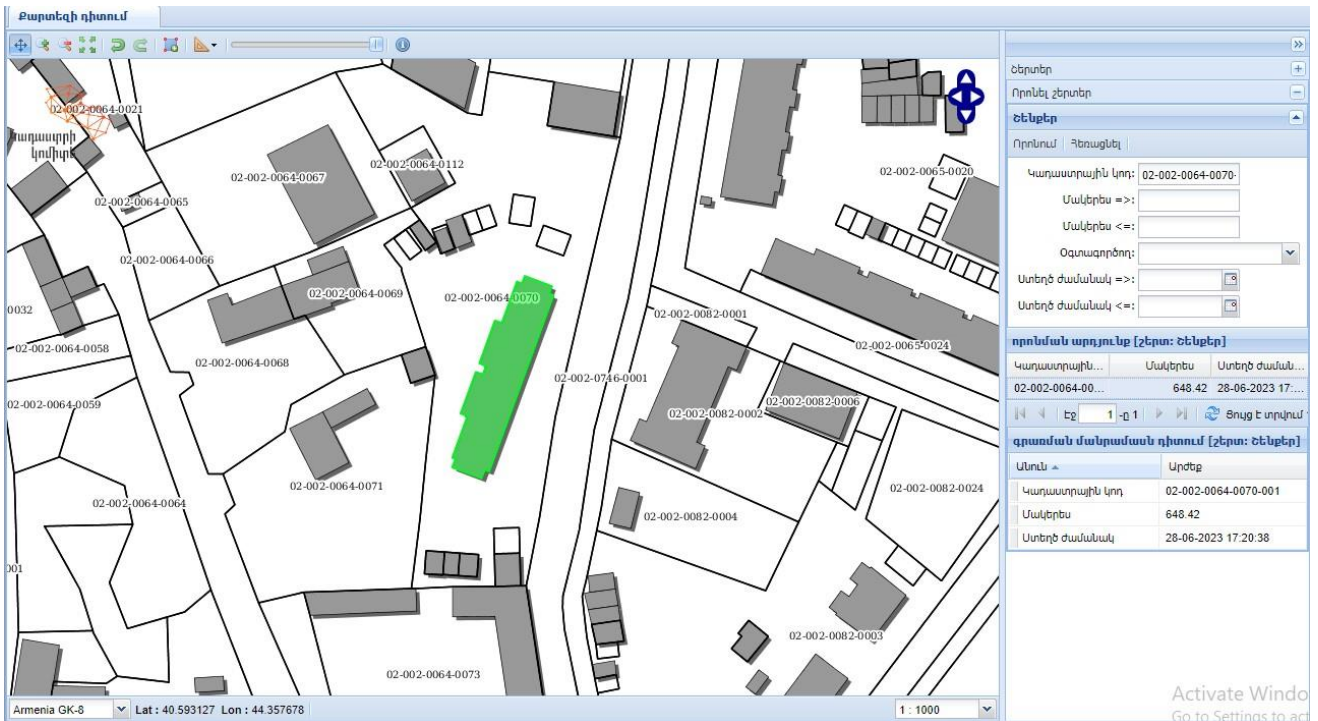 Քարտեզի դիտում
02-002-0064-0021
կադաստրի
կոմիտե
02-002-0064-0067
02-002-0064-0112
02-002-0065-0020
02-002-0064-0065
02-002-0064-0066
02-002-0064-0069
02-002-0064-0070
0032
02-002-0082-0001
02-002-0064-0058
02-002-0065-0024
02-002-0064-0068
02-002-0746-0001
02-002-0064-0059
02-002-0082-0002
02-002-0082-0006
02-002-0064-0071
02-002-0082-0024
02-002-0064-0064
02-002-0082-0004
001
02-002-0082-0003
02-002-0064-0073
Armenia GK-8 Lat : 40.593127 Lon : 44.357678 1 : 1000
Շերտեր
Որոնել շերտեր
Շենքեր
Որոնում Հեռացնել
Կադաստրային կոդ: 02-002-0064-0070-
Մակերես =>:
Մակերես <=:
Օգտագործող:
Ստեղծ ժամանակ =>:
Ստեղծ ժամանակ <=:
որոնման արդյունք [շերտ: Շենքեր]
Կադաստրային... Մակերես Ստեղծ ժաման...
02-002-0064-00... 648.42 28-06-2023 17:...
Էջ 1 -ը 1 Ցույց է տրվում
գրառման մանրամասն դիտում [շերտ: Շենքեր]
Անուն Արժեք
Կադաստրային կոդ 02-002-0064-0070-001
Մակերես 648.42
Ստեղծ ժամանակ 28-06-2023 17:20:38
Activate Windo
Go to Settings to act